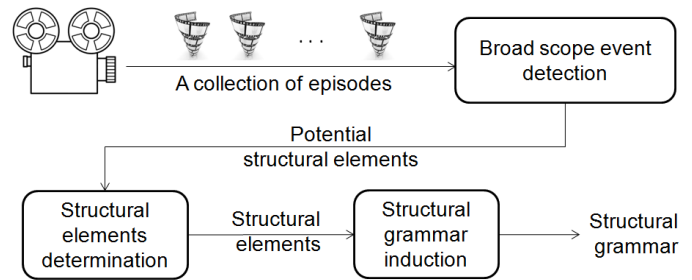 . . .
A collection of episodes
Broad scope event
detection
Potential
structural elements
Structural
elements
determination
Structural
elements
Structural
grammar
induction
Structural
grammar